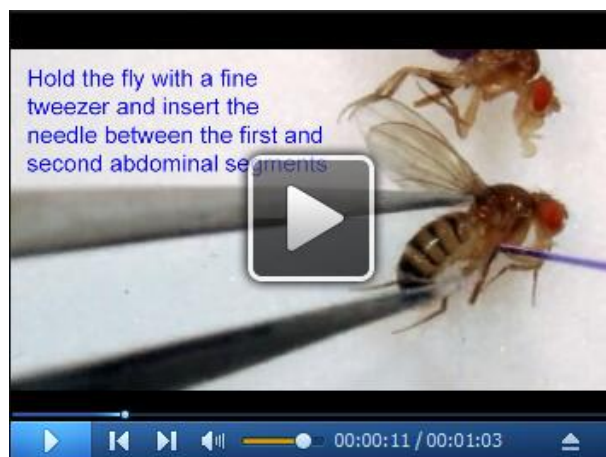 Hold the fly with a fine
tweezer and insert the
needle between the first and
second abdominal segments
00:00:11 / 00:01:03